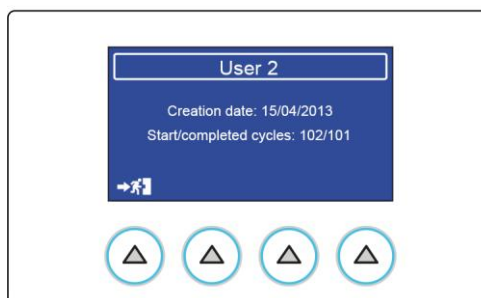 User 2
Creation date: 15/04/2013
Start/completed cycles: 102/101